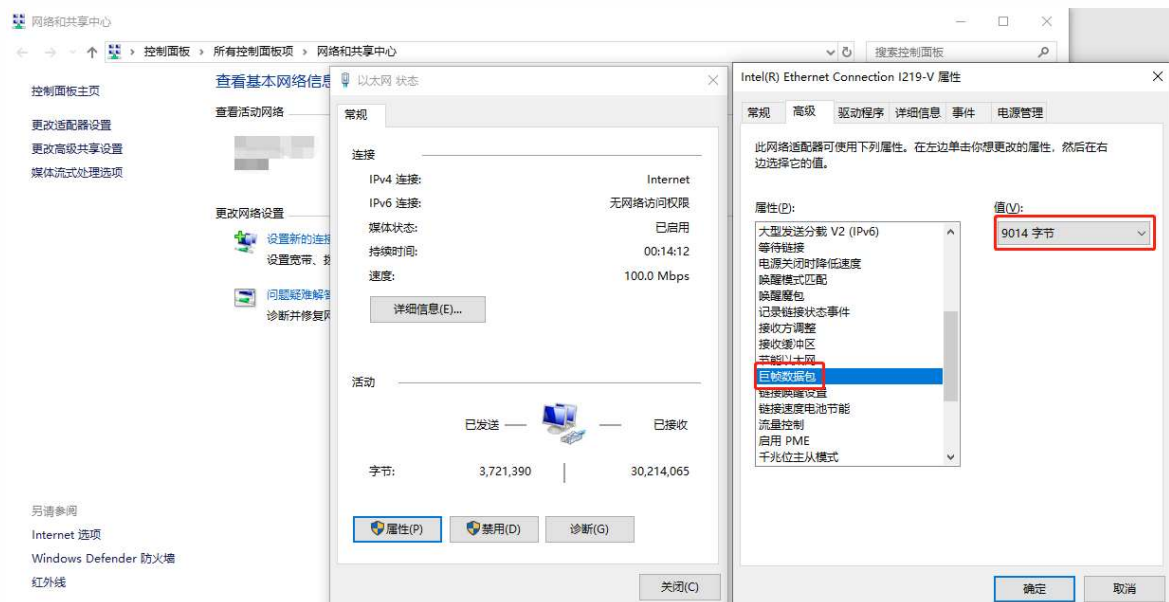 网络和共享中心
控制面板 › 所有控制面板项 › 网络和共享中心
搜索控制面板
控制面板主页
更改适配器设置
更改高级共享设置
媒体流式处理选项
查看基本网络信息
查看活动网络
更改网络设置
设置新的连接
设置宽带、拨
问题疑难解答
诊断并修复网
另请参阅
Internet 选项
Windows Defender 防火墙
红外线
以太网 状态
常规
连接
IPv4 连接: Internet
IPv6 连接: 无网络访问权限
媒体状态: 已启用
持续时间: 00:14:12
速度: 100.0 Mbps
详细信息(E)...
活动
已发送 — — 已接收
字节: 3,721,390 30,214,065
属性(P) 禁用(D) 诊断(G)
关闭(C)
Intel(R) Ethernet Connection I219-V 属性
常规 高级 驱动程序 详细信息 事件 电源管理
此网络适配器可使用下列属性。在左边单击你想更改的属性，然后在右
边选择它的值。
属性(P):
大型发送分载 V2 (IPv6)
等待链接
电源关闭时降低速度
唤醒模式匹配
唤醒魔包
记录链接状态事件
接收方调整
接收缓冲区
节能以太网
巨帧数据包
链接唤醒设置
链接速度电池节能
流量控制
启用 PME
千兆位主从模式
值(V):
9014 字节
确定 取消